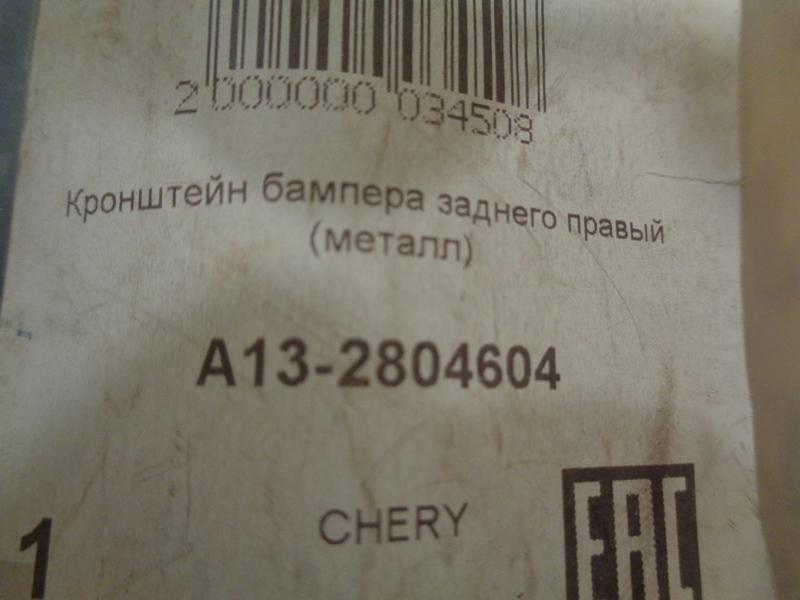 2 000000 034508
Кронштейн бампера заднего правый
(металл)
A13-2804604
CHERY
1
EAC